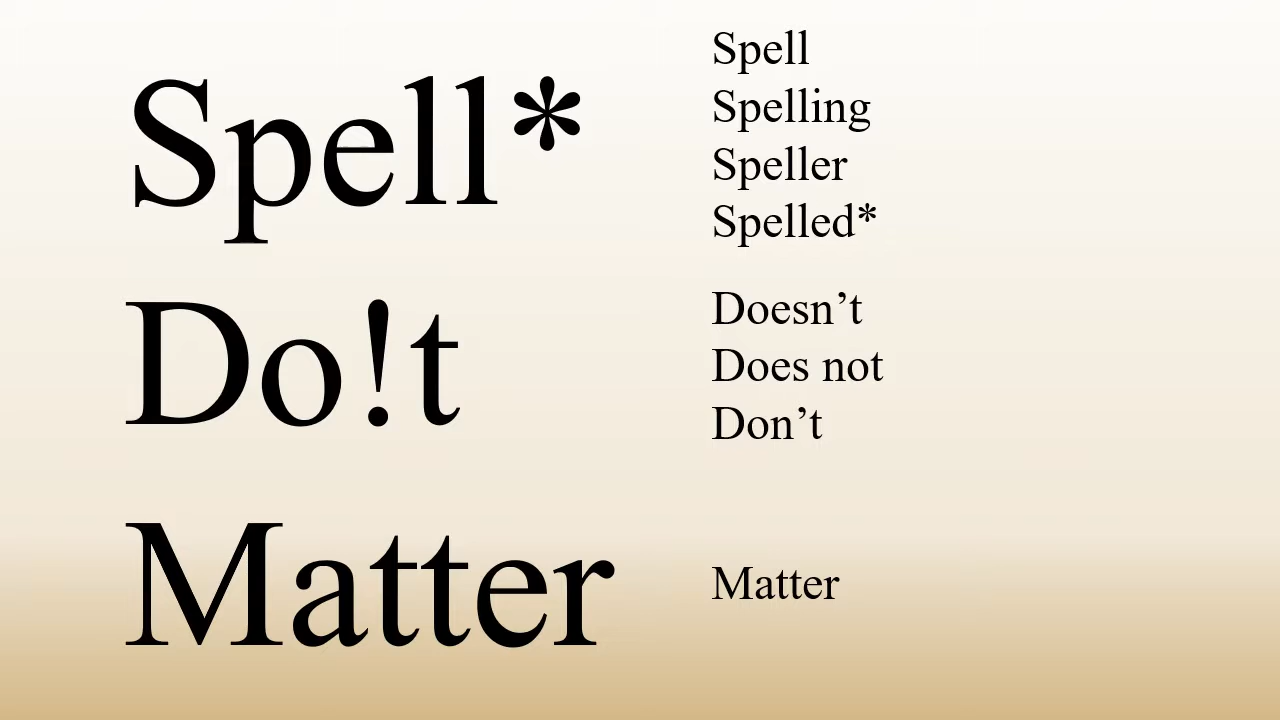 Spell*
Do!t
Matter
Spell
Spelling
Speller
Spelled*
Doesn’t
Does not
Don’t
Matter